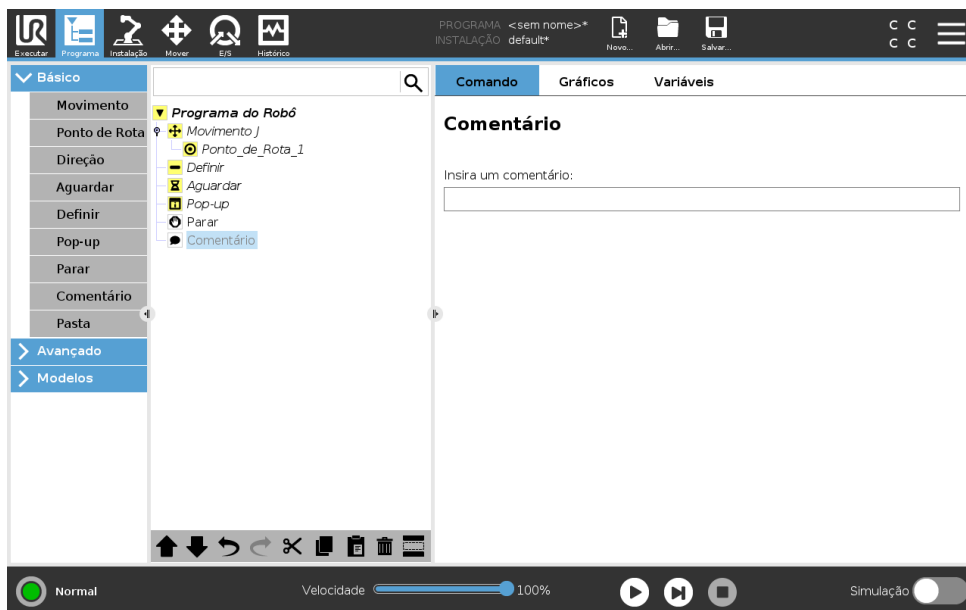 UR
PROGRAMA <sem nome>*
INSTALAÇÃO default*
C C
C C
Executar Programa Instalação Mover E/S Histórico Novo... Abrir... Salvar...
Básico
Movimento
Ponto de Rota
Direção
Aguardar
Definir
Pop-up
Parar
Comentário
Pasta
Avançado
Modelos
Programa do Robô
Movimento J
Ponto_de_Rota_1
Definir
Aguardar
Pop-up
Parar
Comentário
Comando Gráficos Variáveis
Comentário
Insira um comentário:
Normal Velocidade 100% Simulação